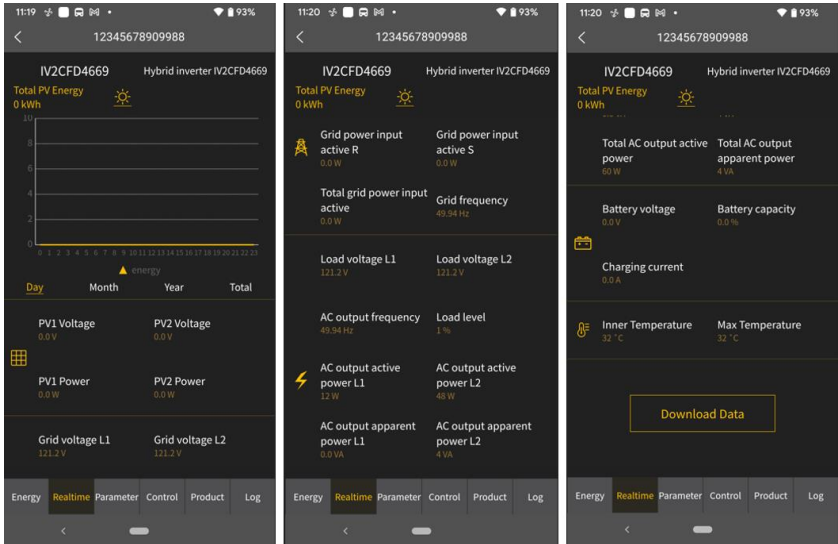 11:19
93%
12345678909988
IV2CFD4669 Hybrid inverter IV2CFD4669
Total PV Energy
0 kWh
10
8
6
4
2
0
0 1 2 3 4 5 6 7 8 9 10 11 12 13 14 15 16 17 18 19 20 21 22 23
energy
Day Month Year Total
PV1 Voltage PV2 Voltage
0.0 V 0.0 V
PV1 Power PV2 Power
0.0 W 0.0 W
Grid voltage L1 Grid voltage L2
121.2 V 121.2 V
Energy Realtime Parameter Control Product Log
11:20
93%
12345678909988
IV2CFD4669 Hybrid inverter IV2CFD4669
Total PV Energy
0 kWh
Grid power input Grid power input
active R active S
0.0 W 0.0 W
Total grid power input
active Grid frequency
0.0 W 49.94 Hz
Load voltage L1 Load voltage L2
121.2 V 121.2 V
AC output frequency Load level
49.94 Hz 1 %
AC output active AC output active
power L1 power L2
12 W 48 W
AC output apparent AC output apparent
power L1 power L2
0.0 VA 4 VA
Energy Realtime Parameter Control Product Log
11:20
93%
12345678909988
IV2CFD4669 Hybrid inverter IV2CFD4669
Total PV Energy
0 kWh
Total AC output active Total AC output
power apparent power
60 W 4 VA
Battery voltage Battery capacity
0.0 V 0.0 %
Charging current
0.0 A
Inner Temperature Max Temperature
32 °C 32 °C
Download Data
Energy Realtime Parameter Control Product Log